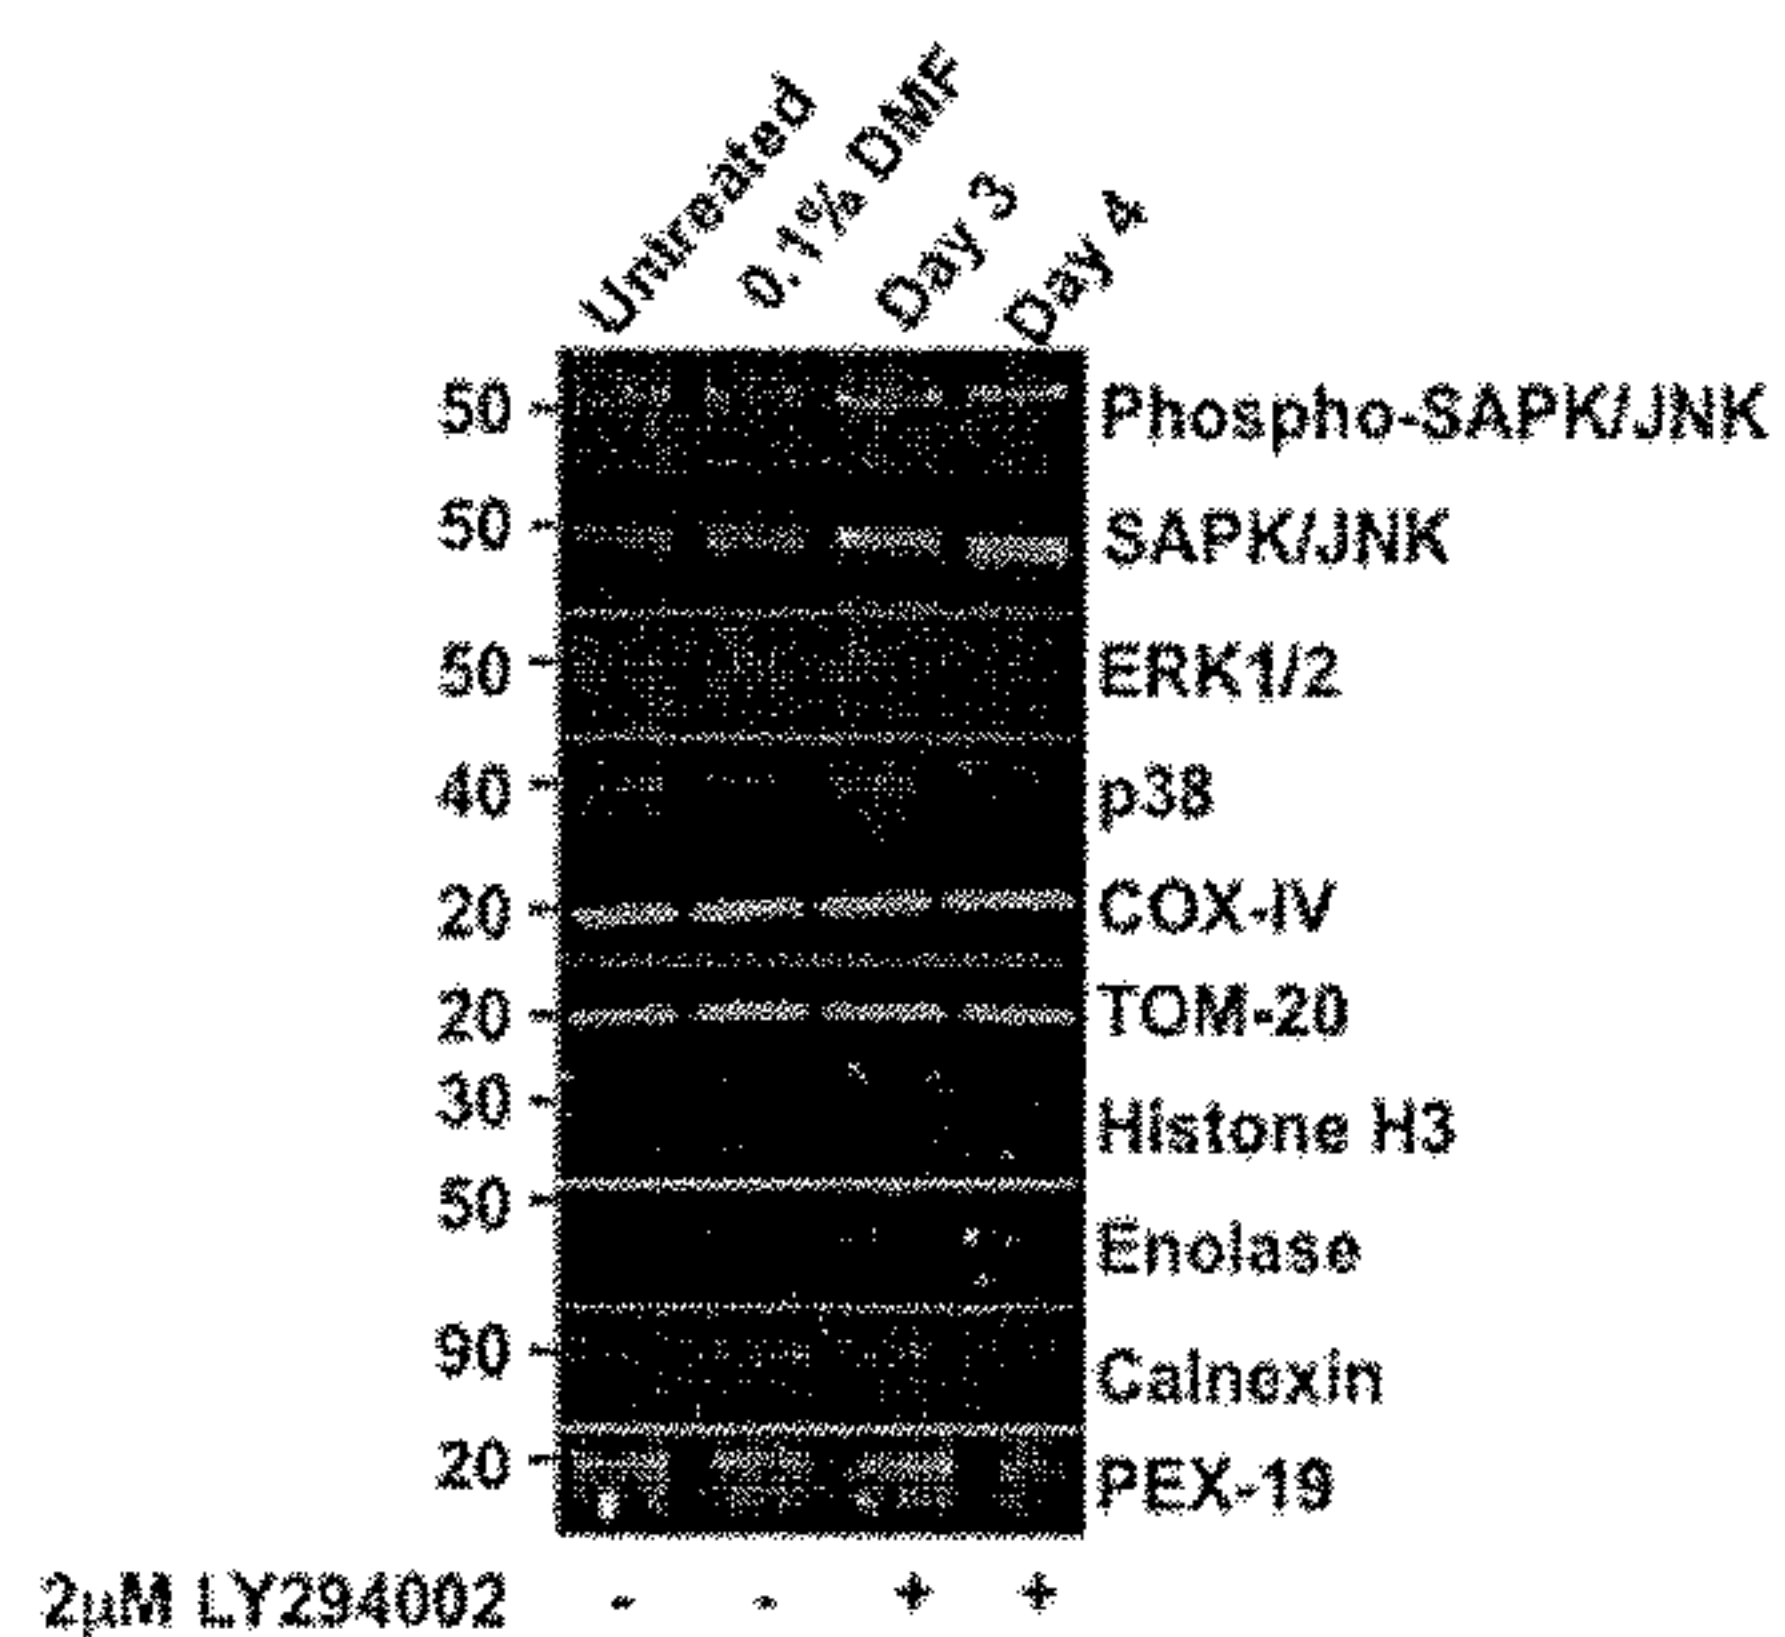 Untreated
0.1% DMF
Day 3
Day 4
50 Phospho-SAPK/JNK
50 SAPK/JNK
50 ERK1/2
40 p38
20 COX-IV
20 TOM-20
30 Histone H3
50 Enolase
90 Calnexin
20 PEX-19
2μM LY294002 - - + +